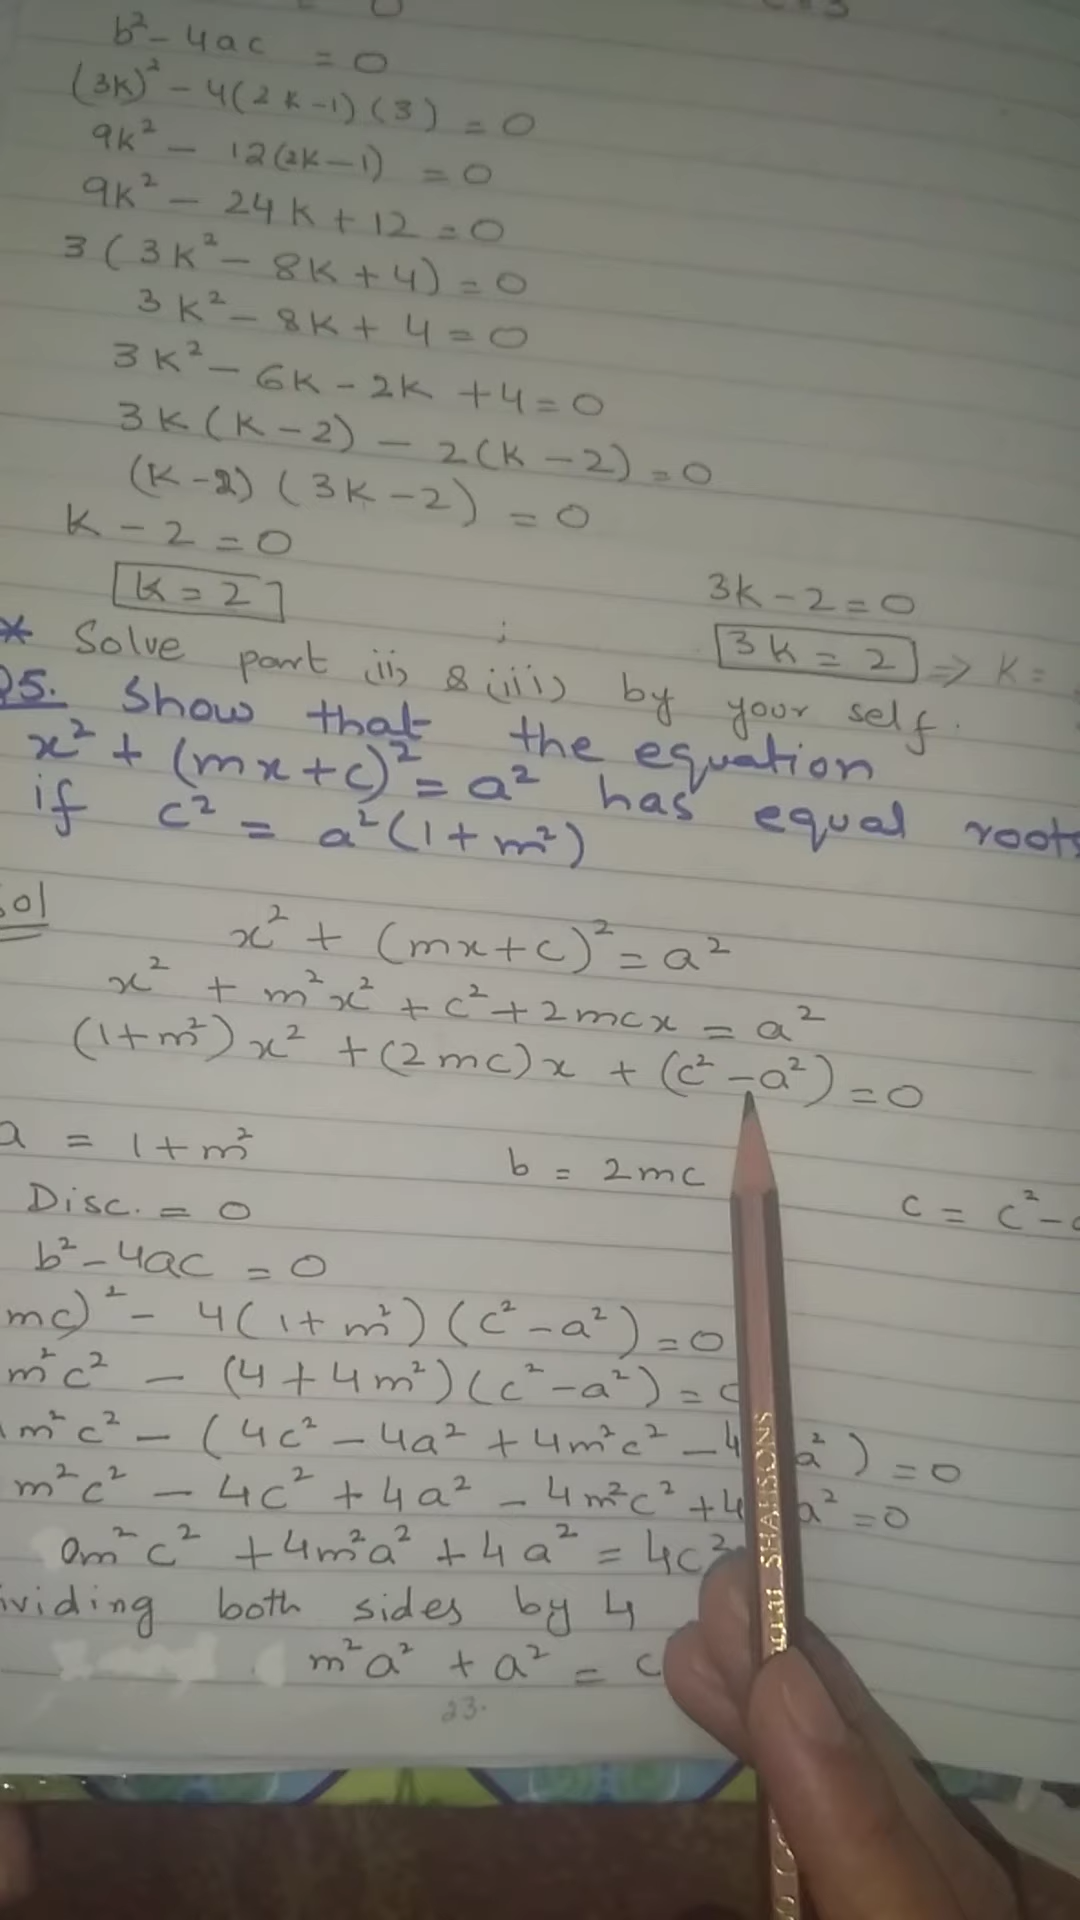 b² - 4ac = 0
(3k)² - 4(2k-1)(3) = 0
9k² - 12(2k-1) = 0
9k² - 24k + 12 = 0
3(3k² - 8k + 4) = 0
3k² - 8k + 4 = 0
3k² - 6k - 2k + 4 = 0
3k(k-2) - 2(k-2) = 0
(k-2)(3k-2) = 0
k - 2 = 0
3k - 2 = 0
k = 2 ; 3k = 2 ⇒ k =
* Solve part (ii) & (iii) by your self.
Q5. Show that the equation
x² + (mx+c)² = a² has equal roots
if c² = a²(1+m²)
Sol
x² + (mx+c)² = a²
x² + m²x² + c² + 2mcx = a²
(1+m²)x² + (2mc)x + (c²-a²) = 0
a = 1+m² b = 2mc c = c²-
Disc. = 0
b² - 4ac = 0
mc)² - 4(1+m²)(c²-a²) = 0
m²c² - (4+4m²)(c²-a²) =
m²c² - (4c² - 4a² + 4m²c² - 4 a²) = 0
m²c² - 4c² + 4a² - 4m²c² + 4 a² = 0
0m²c² + 4m²a² + 4a² = 4c²
ividing both sides by 4
m²a² + a² = c
23.
SHAHSONS